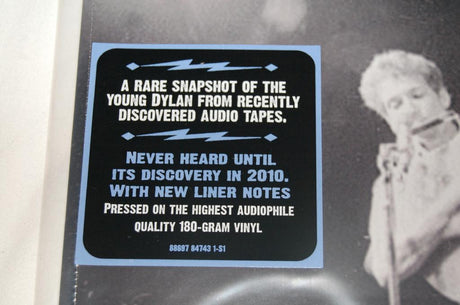 A RARE SNAPSHOT OF THE
YOUNG DYLAN FROM RECENTLY
DISCOVERED AUDIO TAPES.
NEVER HEARD UNTIL
ITS DISCOVERY IN 2010.
WITH NEW LINER NOTES
PRESSED ON THE HIGHEST AUDIOPHILE
QUALITY 180-GRAM VINYL
88697 84743 1-S1